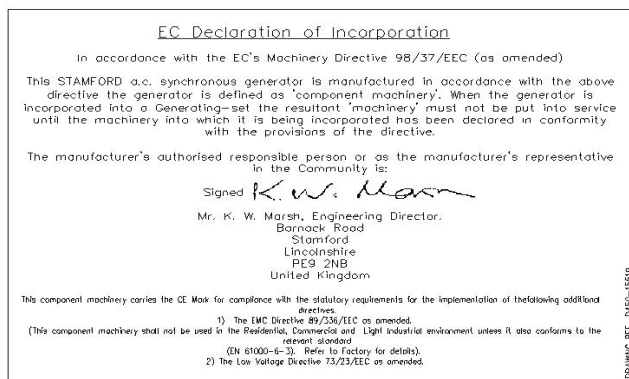 EC Declaration of Incorporation
In accordance with the EC's Machinery Directive 98/37/EEC (as amended)
This STAMFORD a.c. synchronous generator is manufactured in accordance with the above
directive the generator is defined as 'component machinery'. When the generator is
incorporated into a Generating-set the resultant 'machinery' must not be put into service
until the machinery into which it is being incorporated has been declared in conformity
with the provisions of the directive.
The manufacturer's authorised responsible person or as the manufacturer's representative
in the Community is:
Signed K. W. Marsh
Mr. K. W. Marsh, Engineering Director.
Barnack Road
Stamford
Lincolnshire
PE9 2NB
United Kingdom
This component machinery carries the CE Mark for compliance with the statutory requirements for the implementation of thefollowing additional
directives.
1) The EMC Directive 89/336/EEC as amended.
(This component machinery shall not be used in the Residential, Commercial and Light Industrial environment unless it also conforms to the
relevant standard
(EN 61000-6-3). Refer to Factory for details).
2) The Low Voltage Directive 73/23/EEC as amended.
DRAWING REF